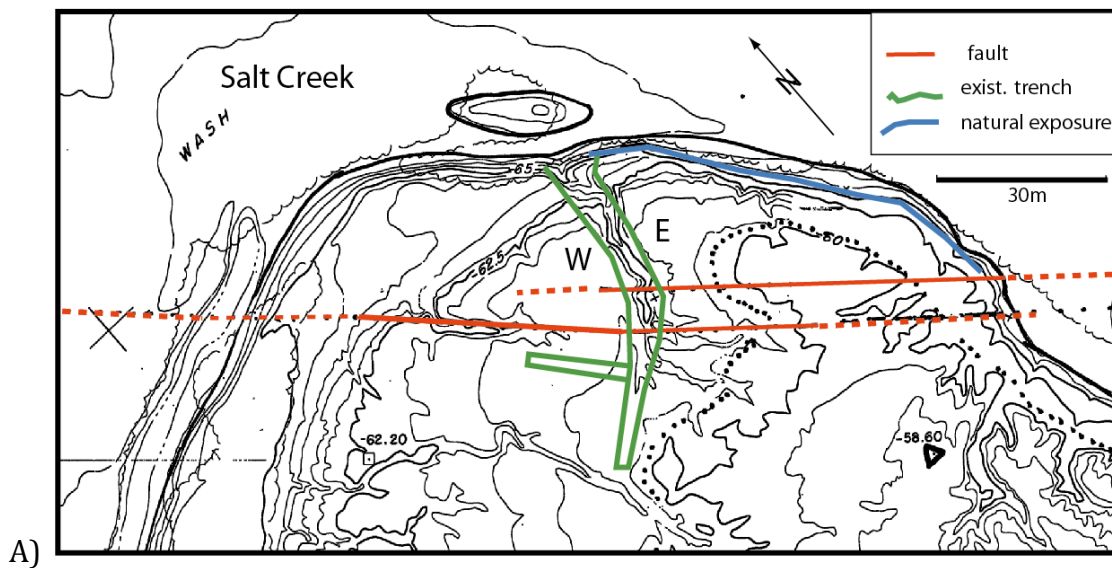 Salt Creek
WASH
N
fault
exist. trench
natural exposure
30m
-65
E
W
-60
-62.5
-62.20
-58.60
A)